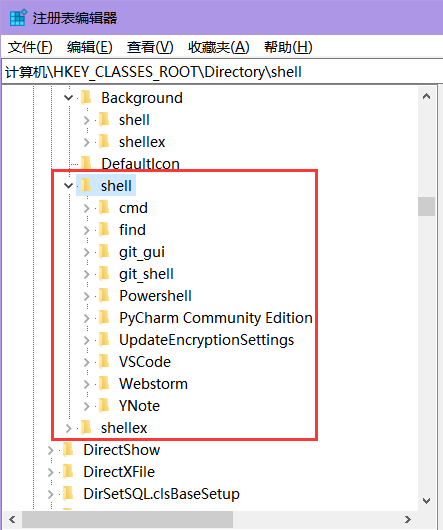 注册表编辑器
文件(F) 编辑(E) 查看(V) 收藏夹(A) 帮助(H)
计算机\HKEY_CLASSES_ROOT\Directory\shell
Background
shell
shellex
DefaultIcon
shell
cmd
find
git_gui
git_shell
Powershell
PyCharm Community Edition
UpdateEncryptionSettings
VSCode
Webstorm
YNote
shellex
DirectShow
DirectXFile
DirSetSQL.clsBaseSetup